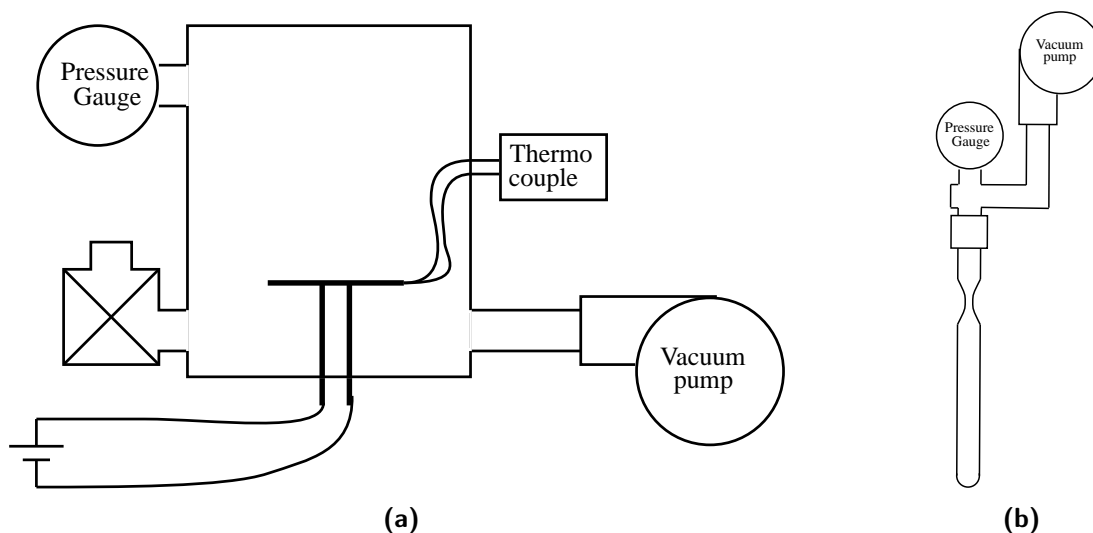 Pressure
Gauge
Thermo
couple
Vacuum
pump
(a)
Vacuum
pump
Pressure
Gauge
(b)